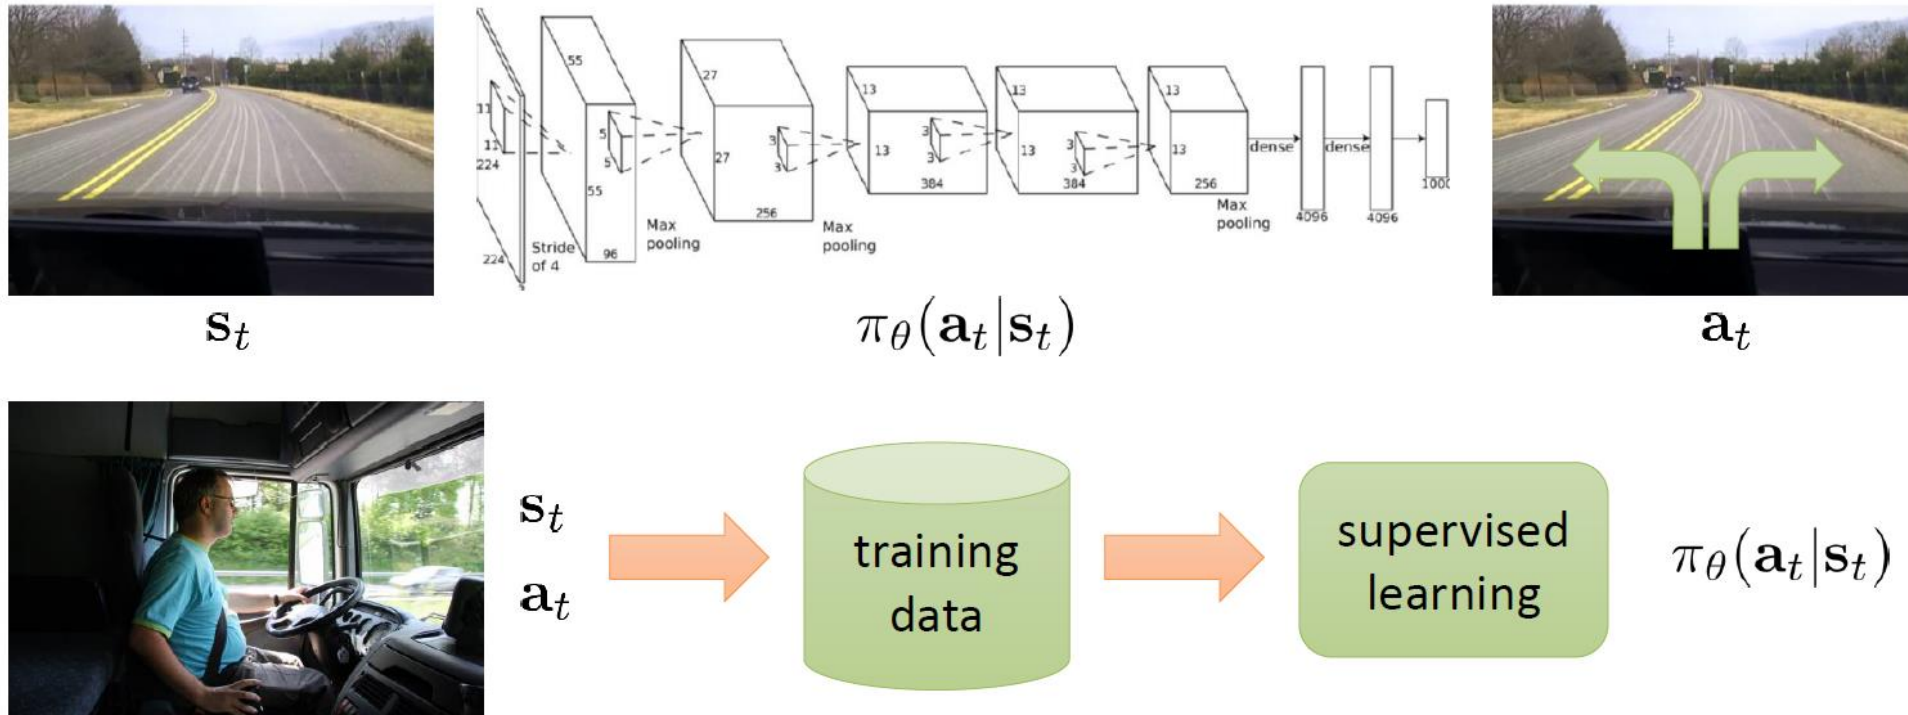 55
27
13
13
13
11
5
3
3
3
11
5
27
3
13
3
13
3
13
3
dense
dense
224
55
384
384
256
1000
256
Max
pooling
4096
4096
Stride
of 4
96
Max
pooling
Max
pooling
224
s_t
π_θ(a_t|s_t)
a_t
s_t
a_t
training
data
supervised
learning
π_θ(a_t|s_t)